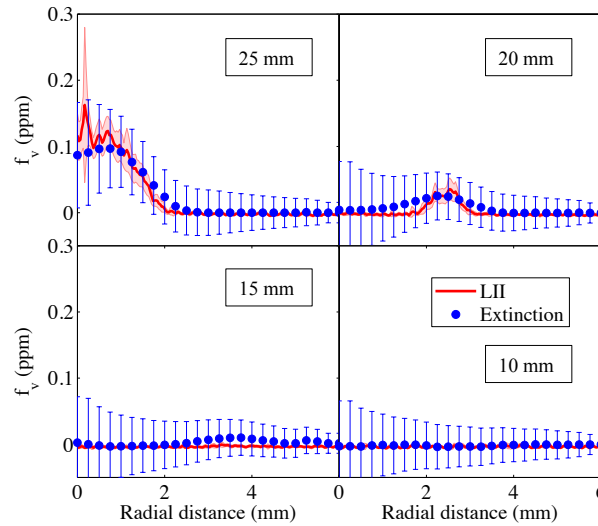 0.3
25 mm
20 mm
0.2
f_v (ppm)
0.1
0
0.3
15 mm
LII
Extinction
0.2
10 mm
f_v (ppm)
0.1
0
0 2 4 0 2 4 6
Radial distance (mm) Radial distance (mm)